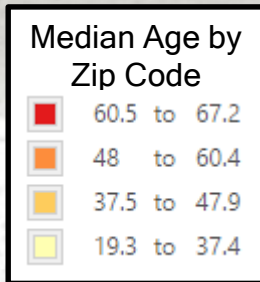 Median Age by
Zip Code
60.5 to 67.2
48 to 60.4
37.5 to 47.9
19.3 to 37.4